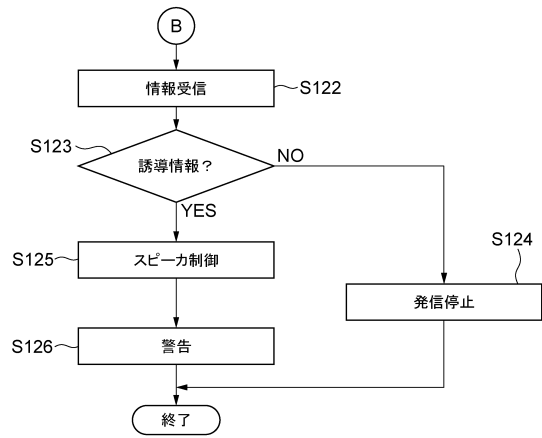 B
情報受信
S122
S123
誘導情報？
NO
YES
S125
スピーカ制御
S124
発信停止
S126
警告
終了